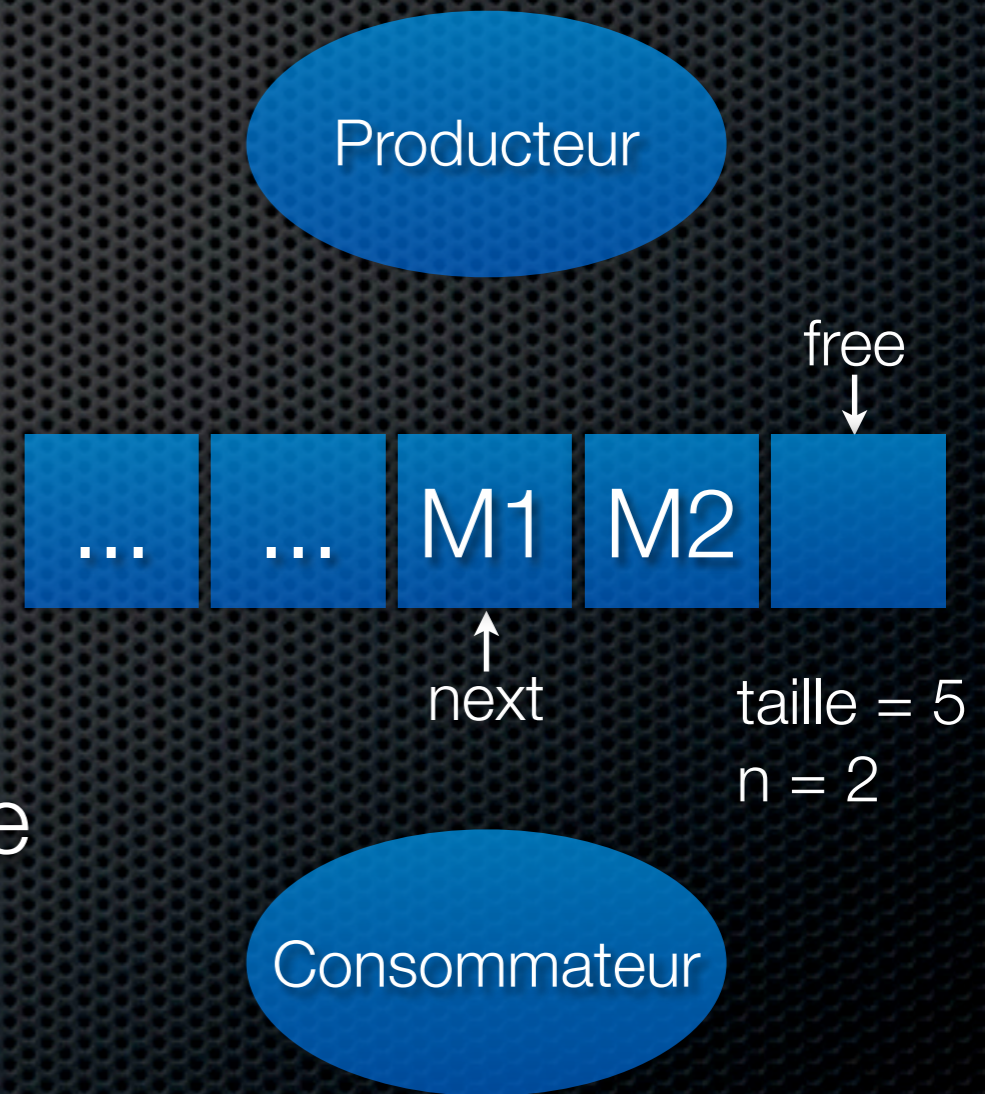 Producteur
free
... ... M1 M2
next
taille = 5
n = 2
e
Consommateur